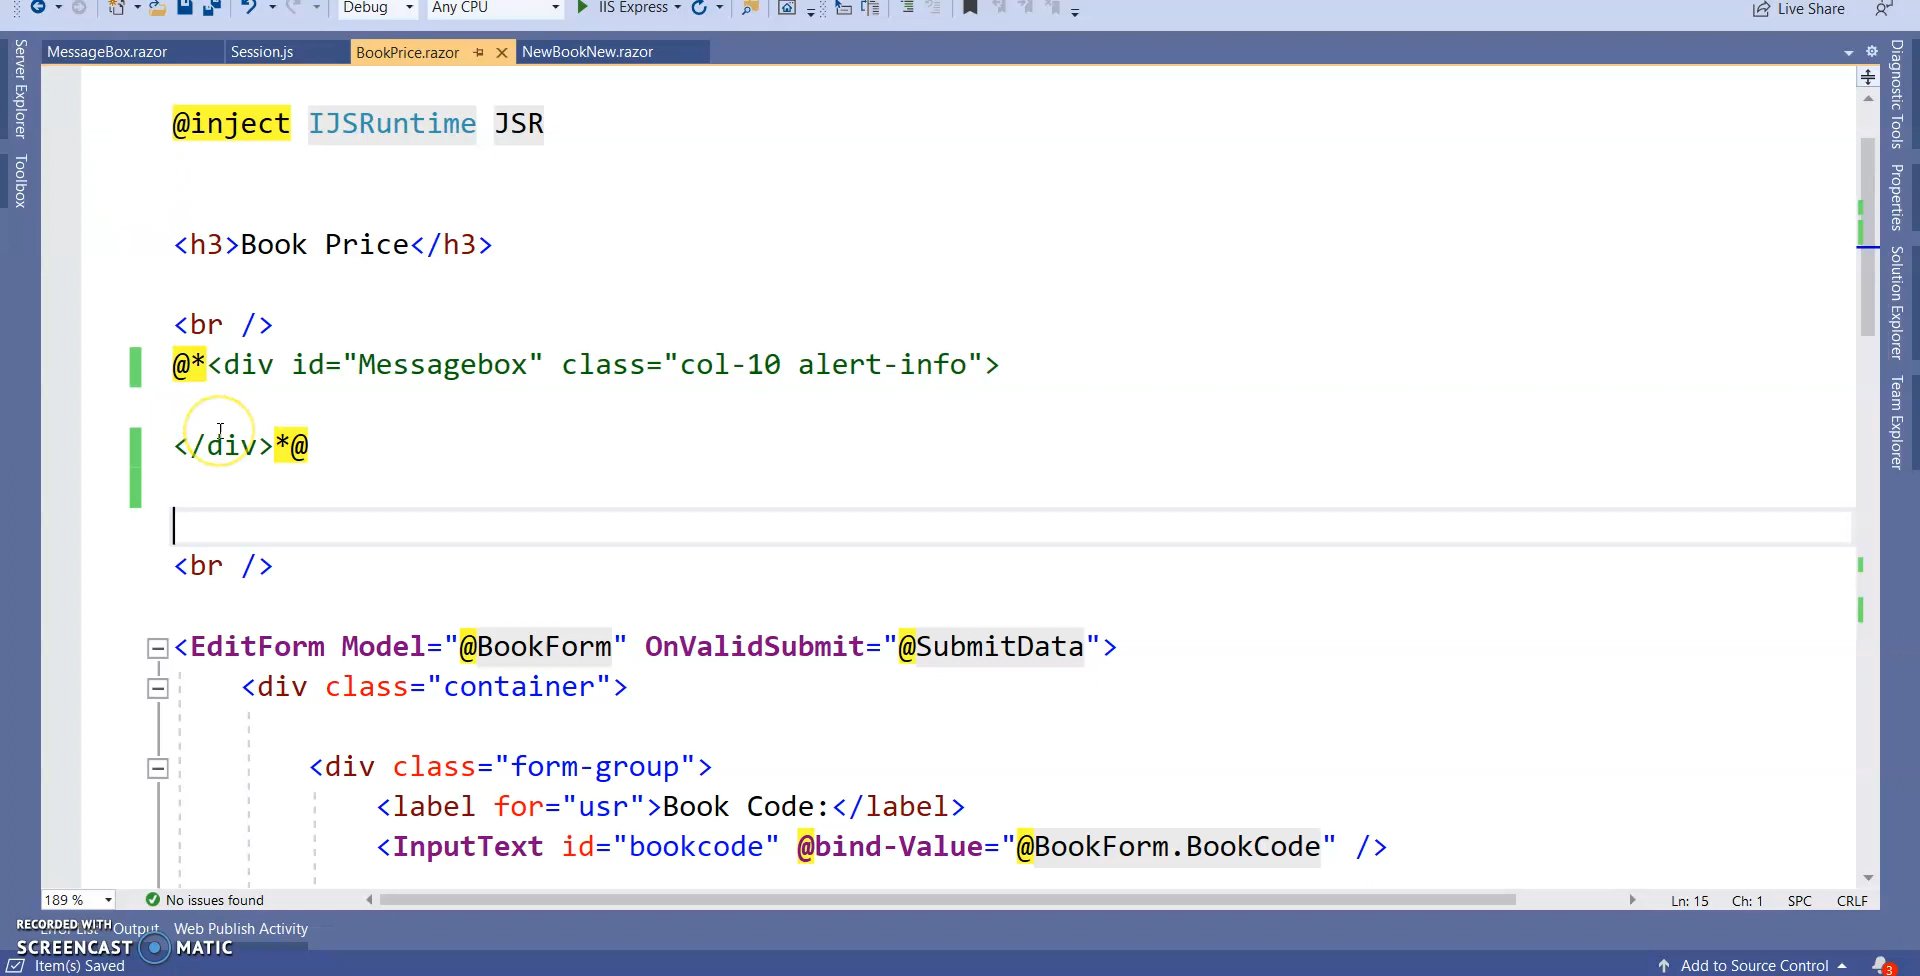 Debug Any CPU IIS Express Live Share
MessageBox.razor Session.js BookPrice.razor NewBookNew.razor
Server Explorer
Toolbox
@inject IJSRuntime JSR
<h3>Book Price</h3>
<br />
@*<div id="Messagebox" class="col-10 alert-info">
</div>*@
<br />
<EditForm Model="@BookForm" OnValidSubmit="@SubmitData">
<div class="container">
<div class="form-group">
<label for="usr">Book Code:</label>
<InputText id="bookcode" @bind-Value="@BookForm.BookCode" />
Diagnostic Tools
Properties
Solution Explorer
Team Explorer
189 % No issues found Ln: 15 Ch: 1 SPC CRLF
Error List Output Web Publish Activity
RECORDED WITH
SCREENCAST MATIC
Item(s) Saved Add to Source Control 3